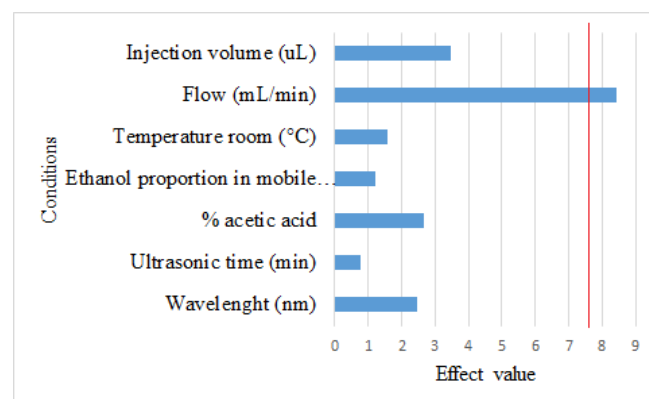 Conditions
Injection volume (uL)
Flow (mL/min)
Temperature room (°C)
Ethanol proportion in mobile…
% acetic acid
Ultrasonic time (min)
Wavelenght (nm)
0 1 2 3 4 5 6 7 8 9
Effect value